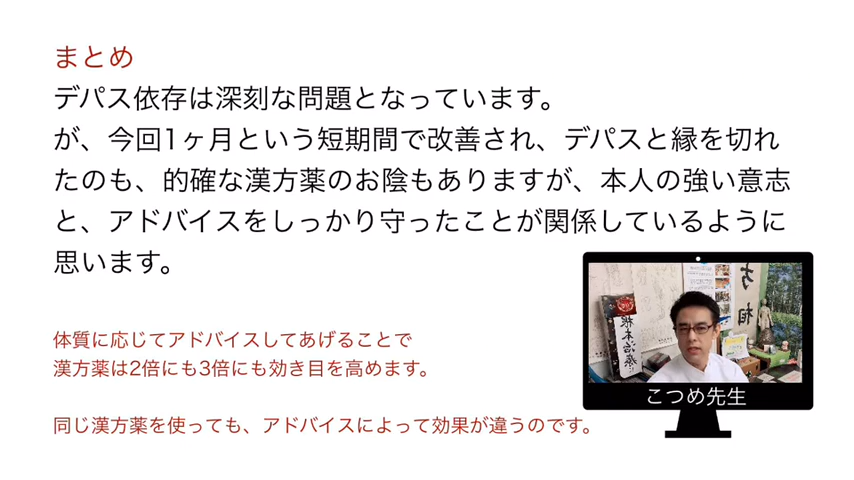 まとめ
デパス依存は深刻な問題となっています。
が、今回1ヶ月という短期間で改善され、デパスと縁を切れ
たのも、的確な漢方薬のお陰もありますが、本人の強い意志
と、アドバイスをしっかり守ったことが関係しているように
思います。
体質に応じてアドバイスしてあげることで
漢方薬は2倍にも3倍にも効き目を高めます。
同じ漢方薬を使っても、アドバイスによって効果が違うのです。
根本治療
こつめ先生